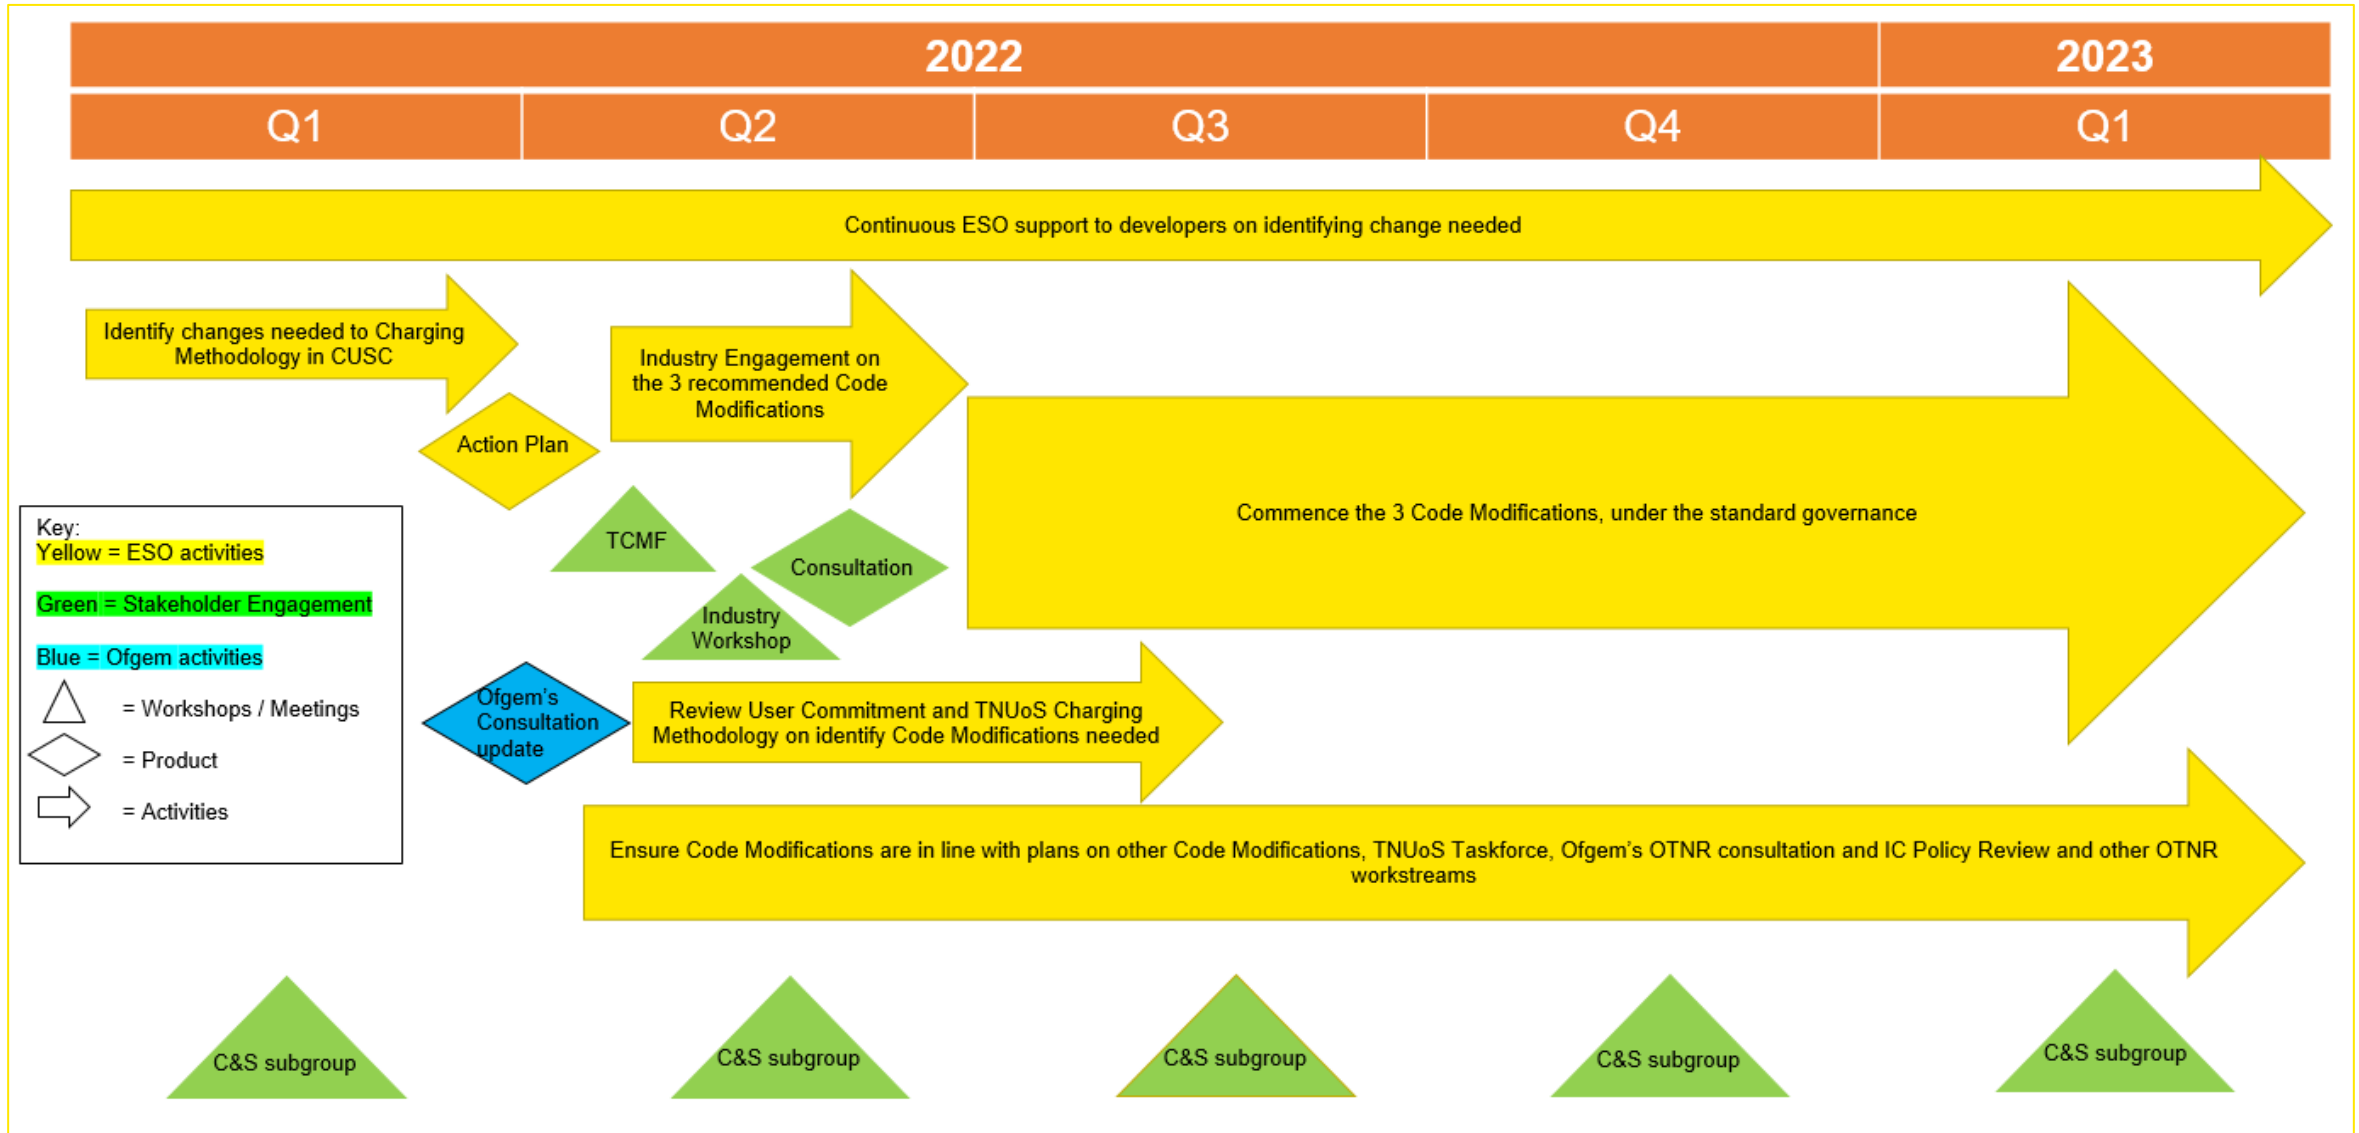 2022
2023
Q1
Q2
Q3
Q4
Q1
Continuous ESO support to developers on identifying change needed
Identify changes needed to Charging
Methodology in CUSC
Industry Engagement on
the 3 recommended Code
Modifications
Action Plan
Commence the 3 Code Modifications, under the standard governance
TCMF
Consultation
Industry
Workshop
Key:
Yellow = ESO activities
Green = Stakeholder Engagement
Blue = Ofgem activities
= Workshops / Meetings
= Product
= Activities
Ofgem's
Consultation
update
Review User Commitment and TNUoS Charging
Methodology on identify Code Modifications needed
Ensure Code Modifications are in line with plans on other Code Modifications, TNUoS Taskforce, Ofgem's OTNR consultation and IC Policy Review and other OTNR
workstreams
C&S subgroup
C&S subgroup
C&S subgroup
C&S subgroup
C&S subgroup